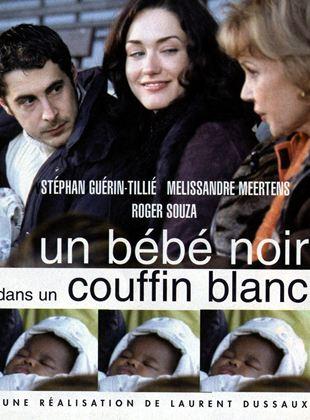 STÉPHAN GUÉRIN-TILLIÉ MELISSANDRE MEERTENS
ROGER SOUZA
un bébé noir
dans un couffin blanc
UNE RÉALISATION DE LAURENT DUSSAUX